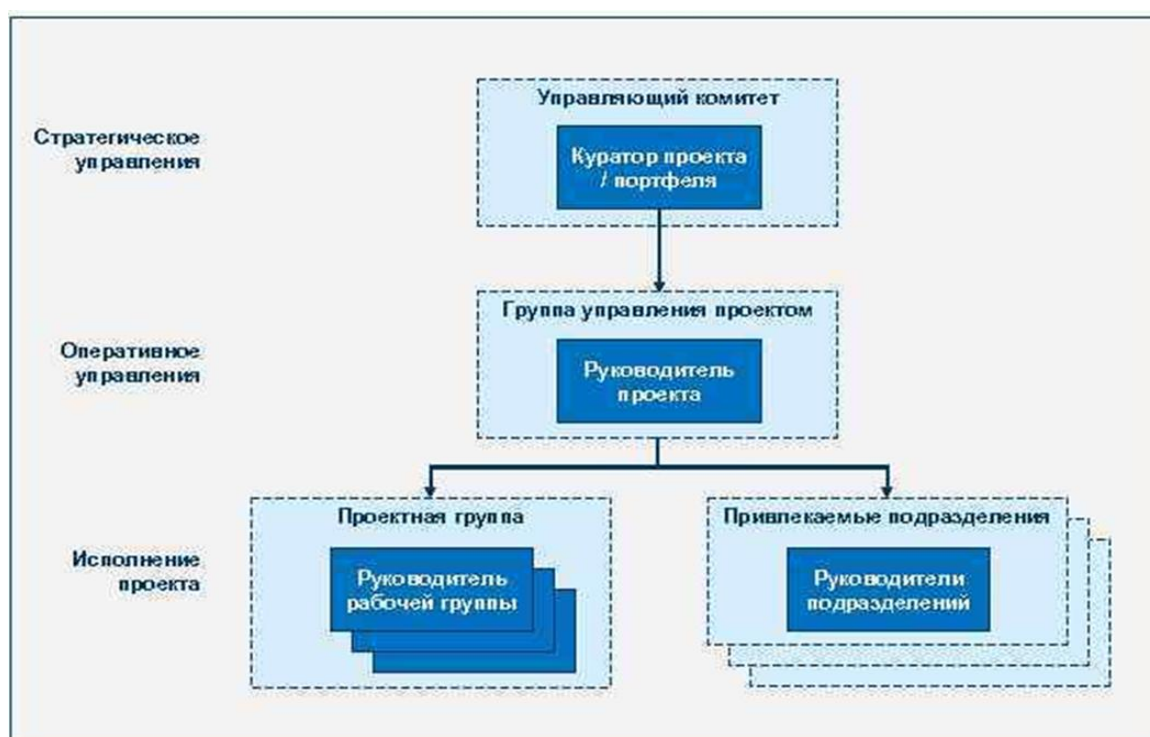 Управляющий комитет
Стратегическое
управления
Куратор проекта
/ портфеля
Группа управления проектом
Оперативное
управления
Руководитель
проекта
Проектная группа
Привлекаемые подразделения
Исполнение
проекта
Руководитель
рабочей группы
Руководители
подразделений